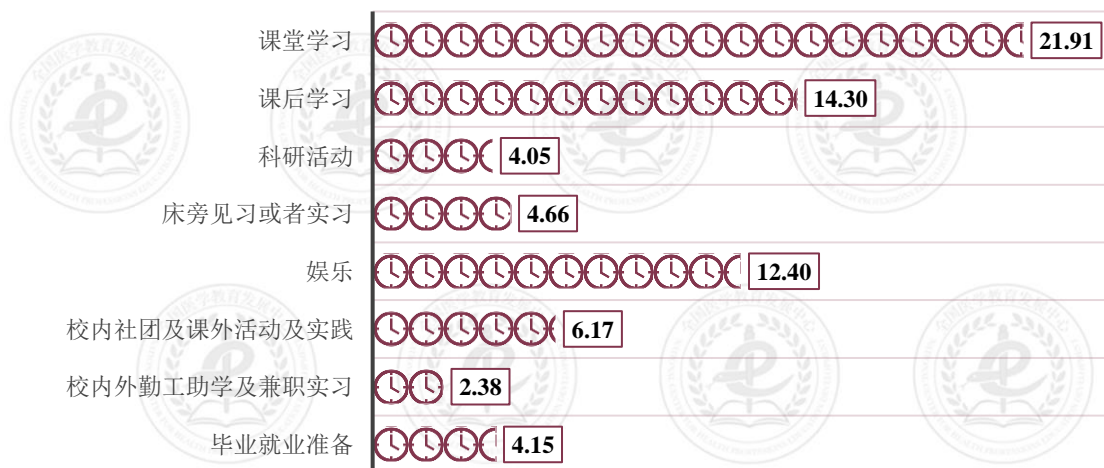 课堂学习 21.91
课后学习 14.30
科研活动 4.05
床旁见习或者实习 4.66
娱乐 12.40
校内社团及课外活动及实践 6.17
校内外勤工助学及兼职实习 2.38
毕业就业准备 4.15